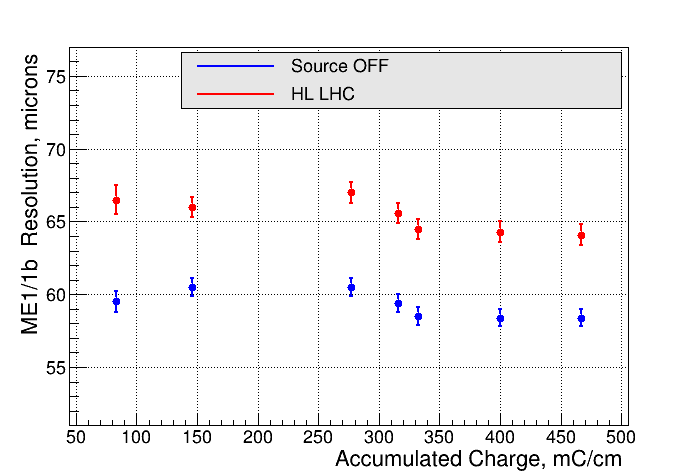 Source OFF
HL LHC
ME1/1b Resolution, microns
75
70
65
60
55
50 100 150 200 250 300 350 400 450 500
Accumulated Charge, mC/cm